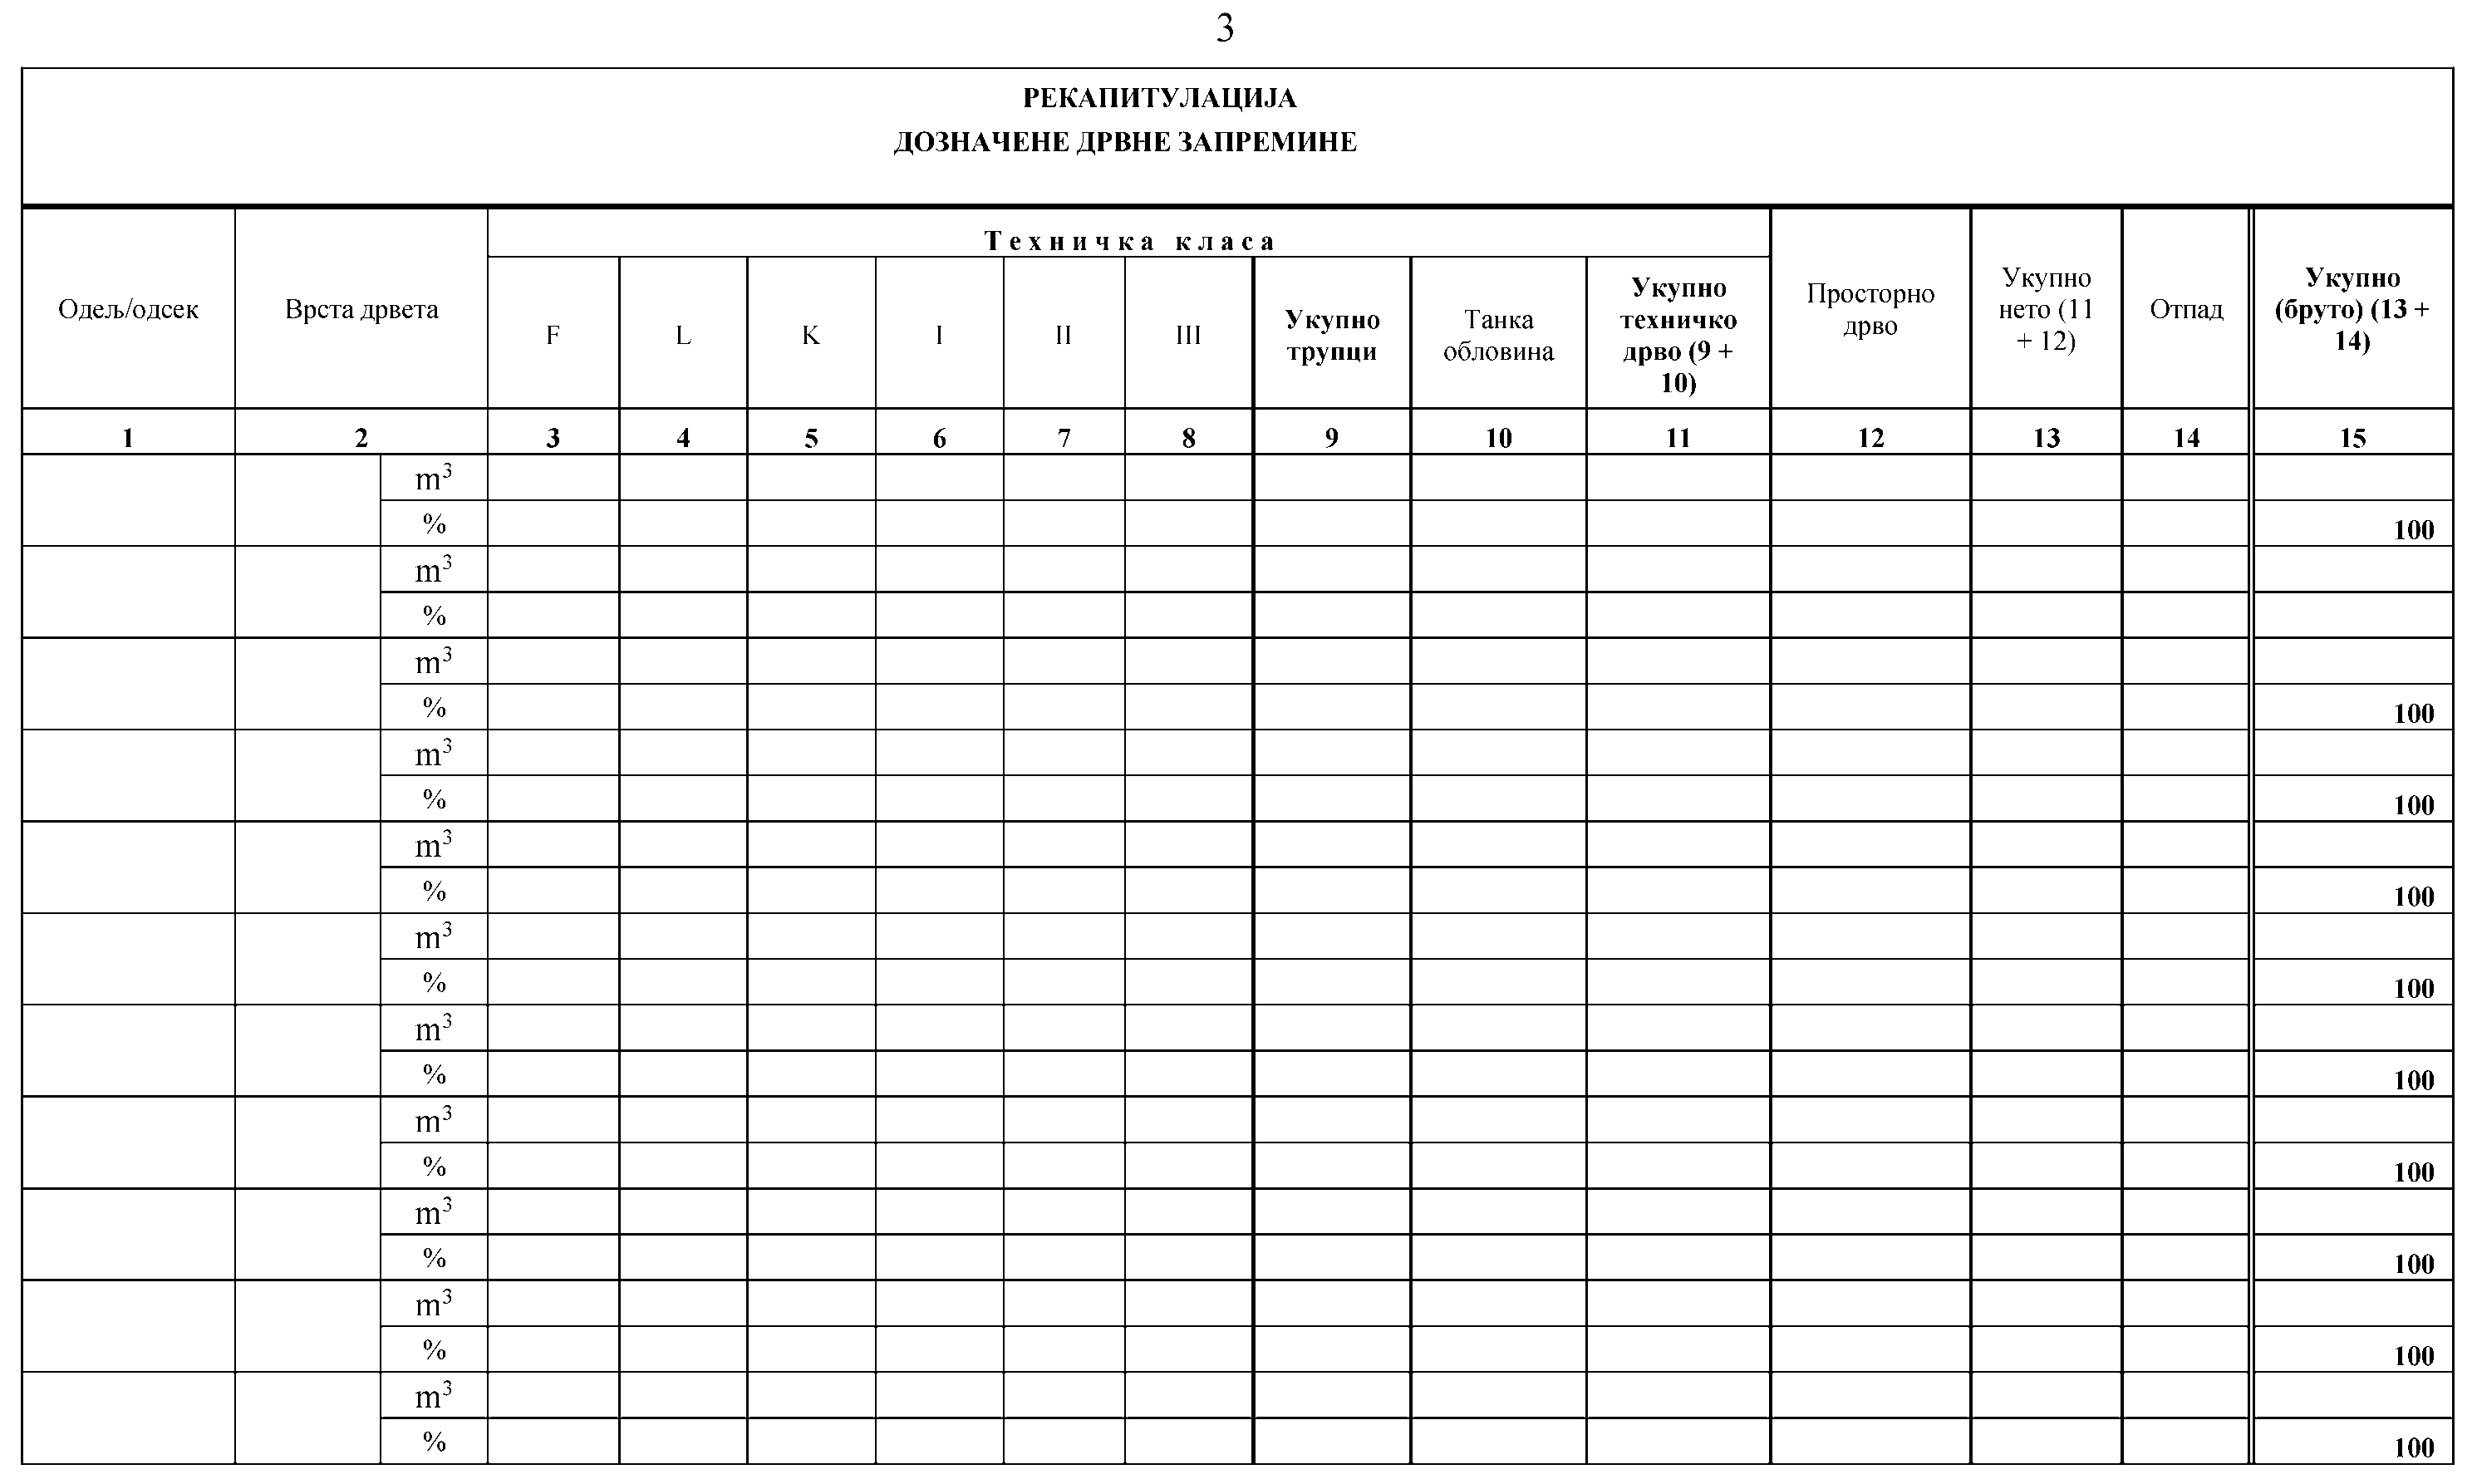 3
РЕКАПИТУЛАЦИЈА
ДОЗНАЧЕНЕ ДРВНЕ ЗАПРЕМИНЕ
Одељ/одсек
Врста дрвета
Техничка класа
F
L
K
I
II
III
Укупно
трупци
Танка
обловина
Укупно
техничко
дрво (9 +
10)
Просторно
дрво
Укупно
нето (11
+ 12)
Отпад
Укупно
(бруто) (13 +
14)
1 2 3 4 5 6 7 8 9 10 11 12 13 14 15
m³
% 100
m³
%
m³
% 100
m³
% 100
m³
% 100
m³
% 100
m³
% 100
m³
% 100
m³
% 100
m³
% 100
m³
% 100